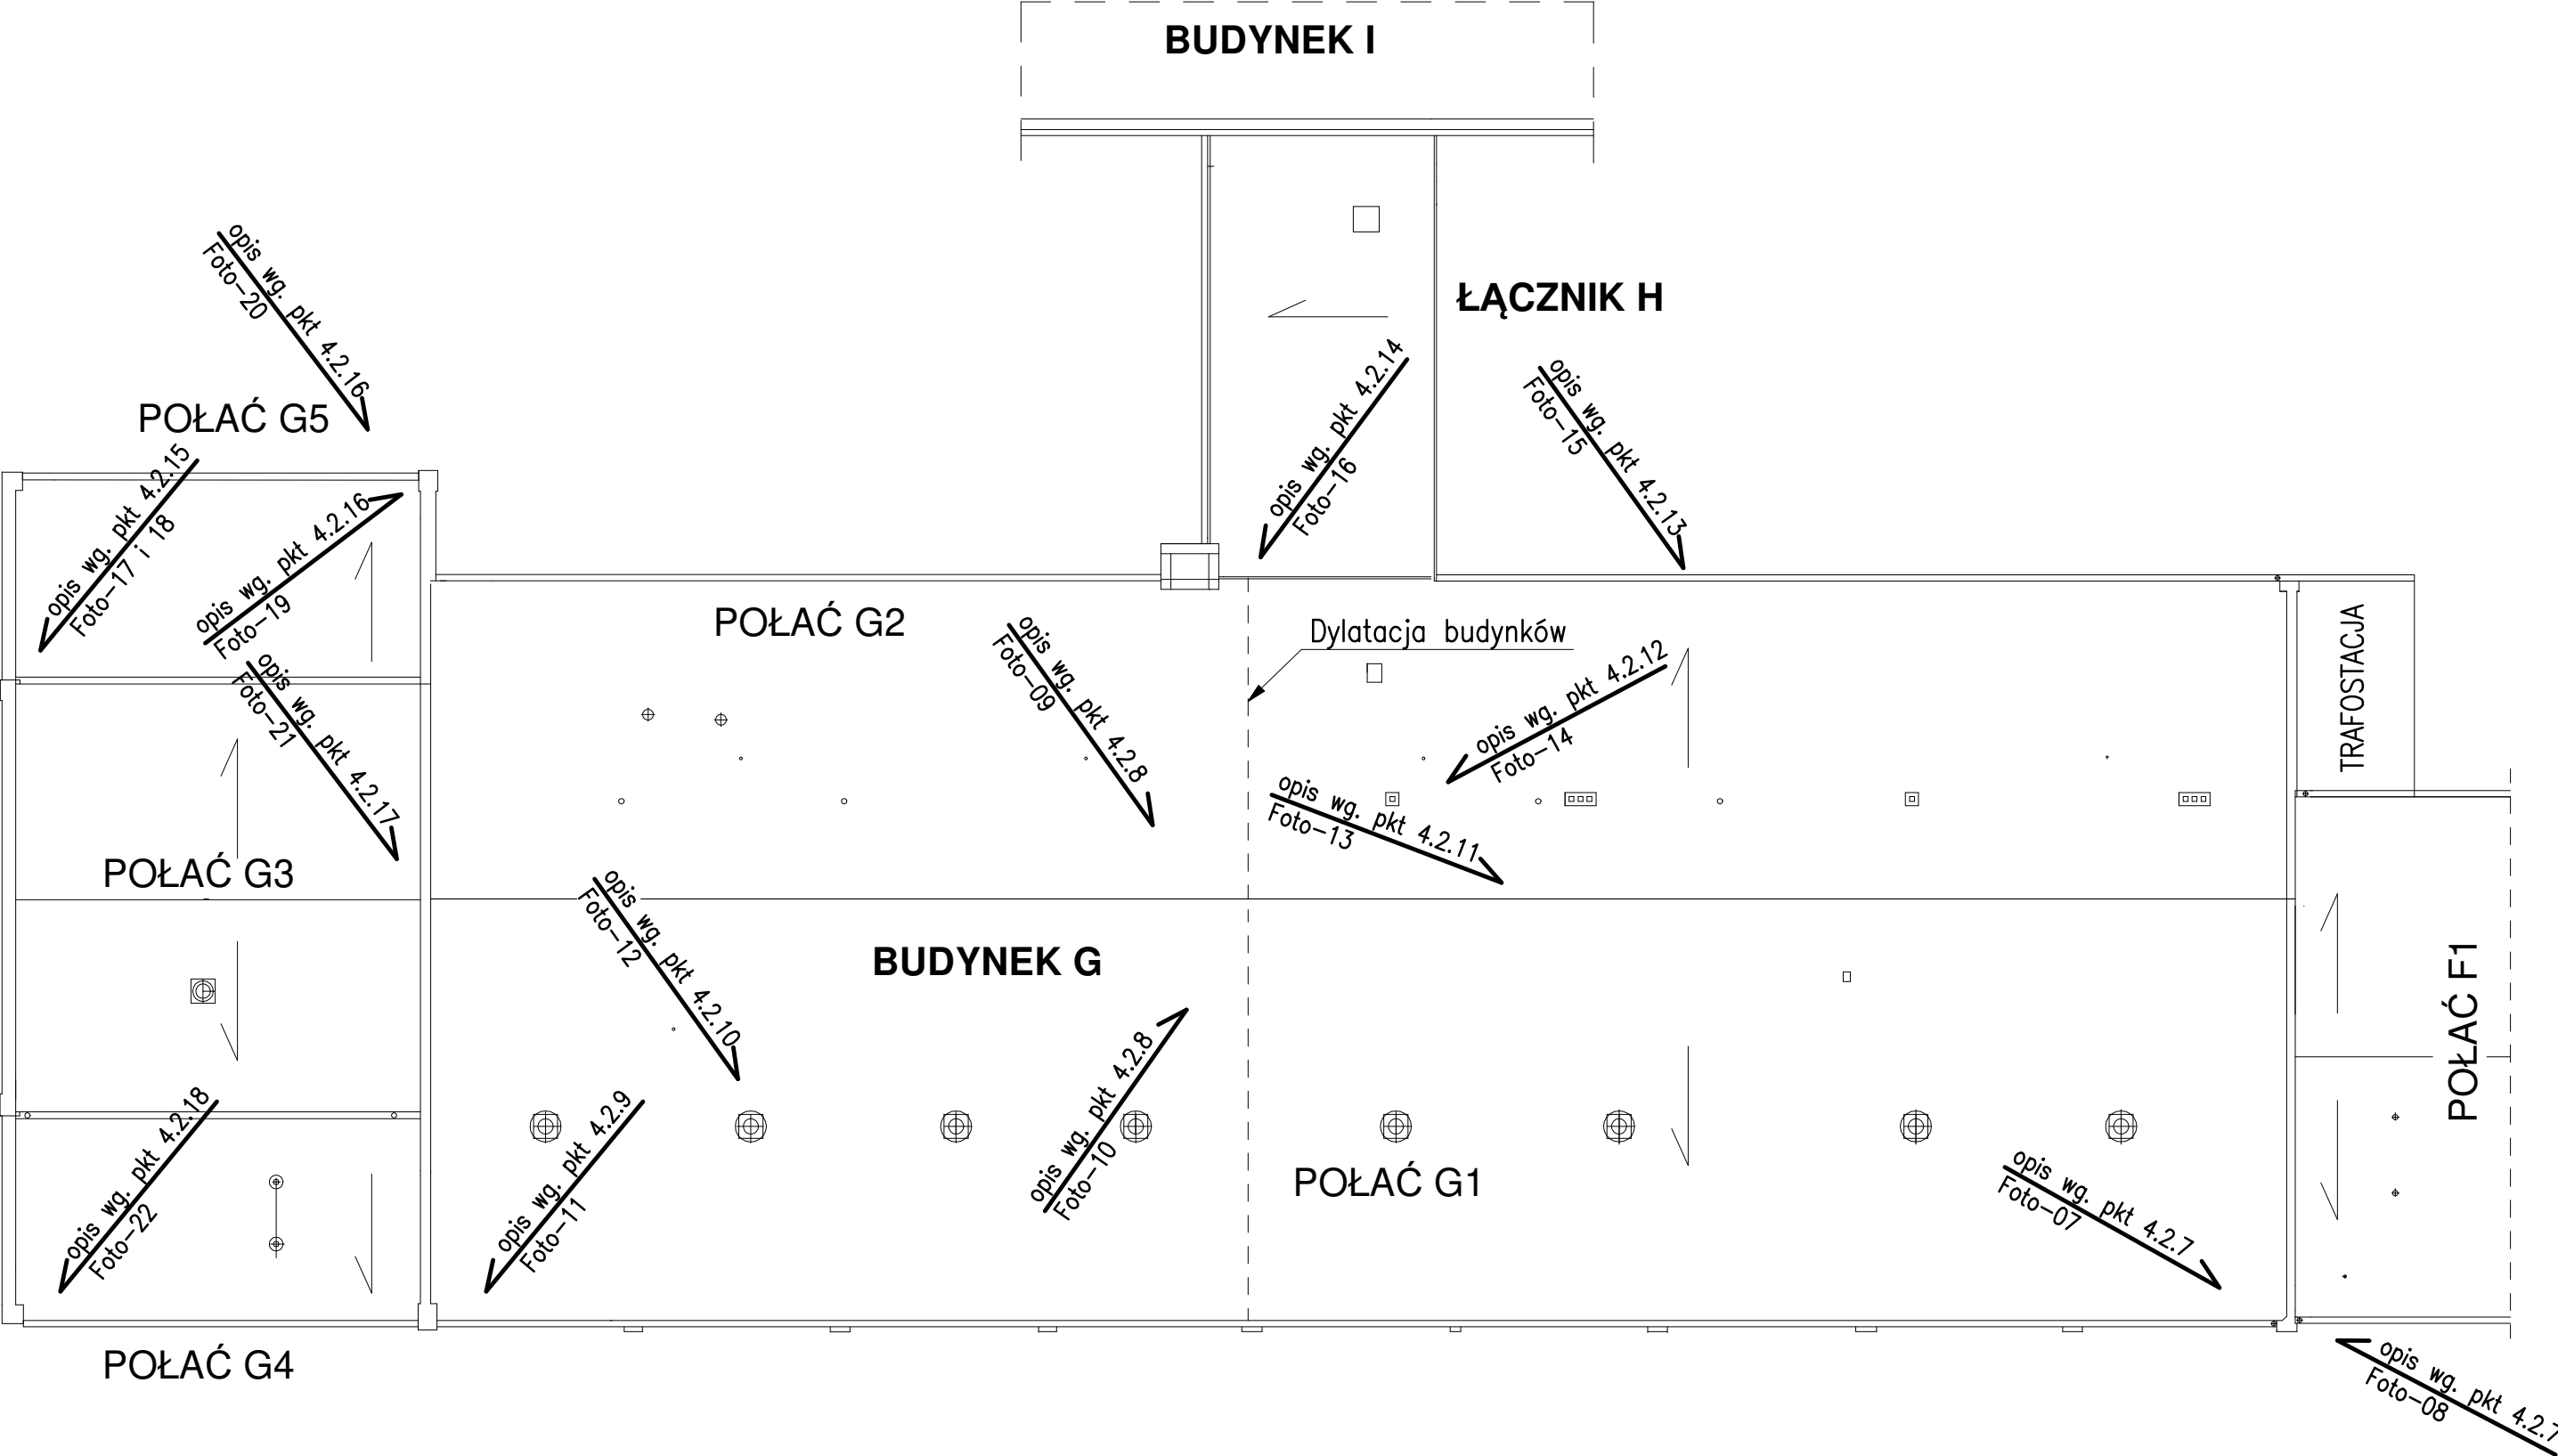 BUDYNEK I
opis wg. pkt 4.2.16
Foto-20
ŁĄCZNIK H
opis wg. pkt 4.2.14
Foto-16
opis wg. pkt 4.2.13
Foto-15
POŁAĆ G5
opis wg. pkt 4.2.15
Foto-17 i 18
opis wg. pkt 4.2.16
Foto-19
POŁAĆ G2
opis wg. pkt 4.2.8
Foto-09
Dylatacja budynków
opis wg. pkt 4.2.12
Foto-14
TRAFOSTACJA
opis wg. pkt 4.2.17
Foto-21
opis wg. pkt 4.2.11
Foto-13
POŁAĆ G3
opis wg. pkt 4.2.10
Foto-12
BUDYNEK G
POŁAĆ F1
opis wg. pkt 4.2.18
Foto-22
opis wg. pkt 4.2.9
Foto-11
opis wg. pkt 4.2.8
Foto-10
POŁAĆ G1
opis wg. pkt 4.2.7
Foto-07
POŁAĆ G4
opis wg. pkt 4.2.7
Foto-08